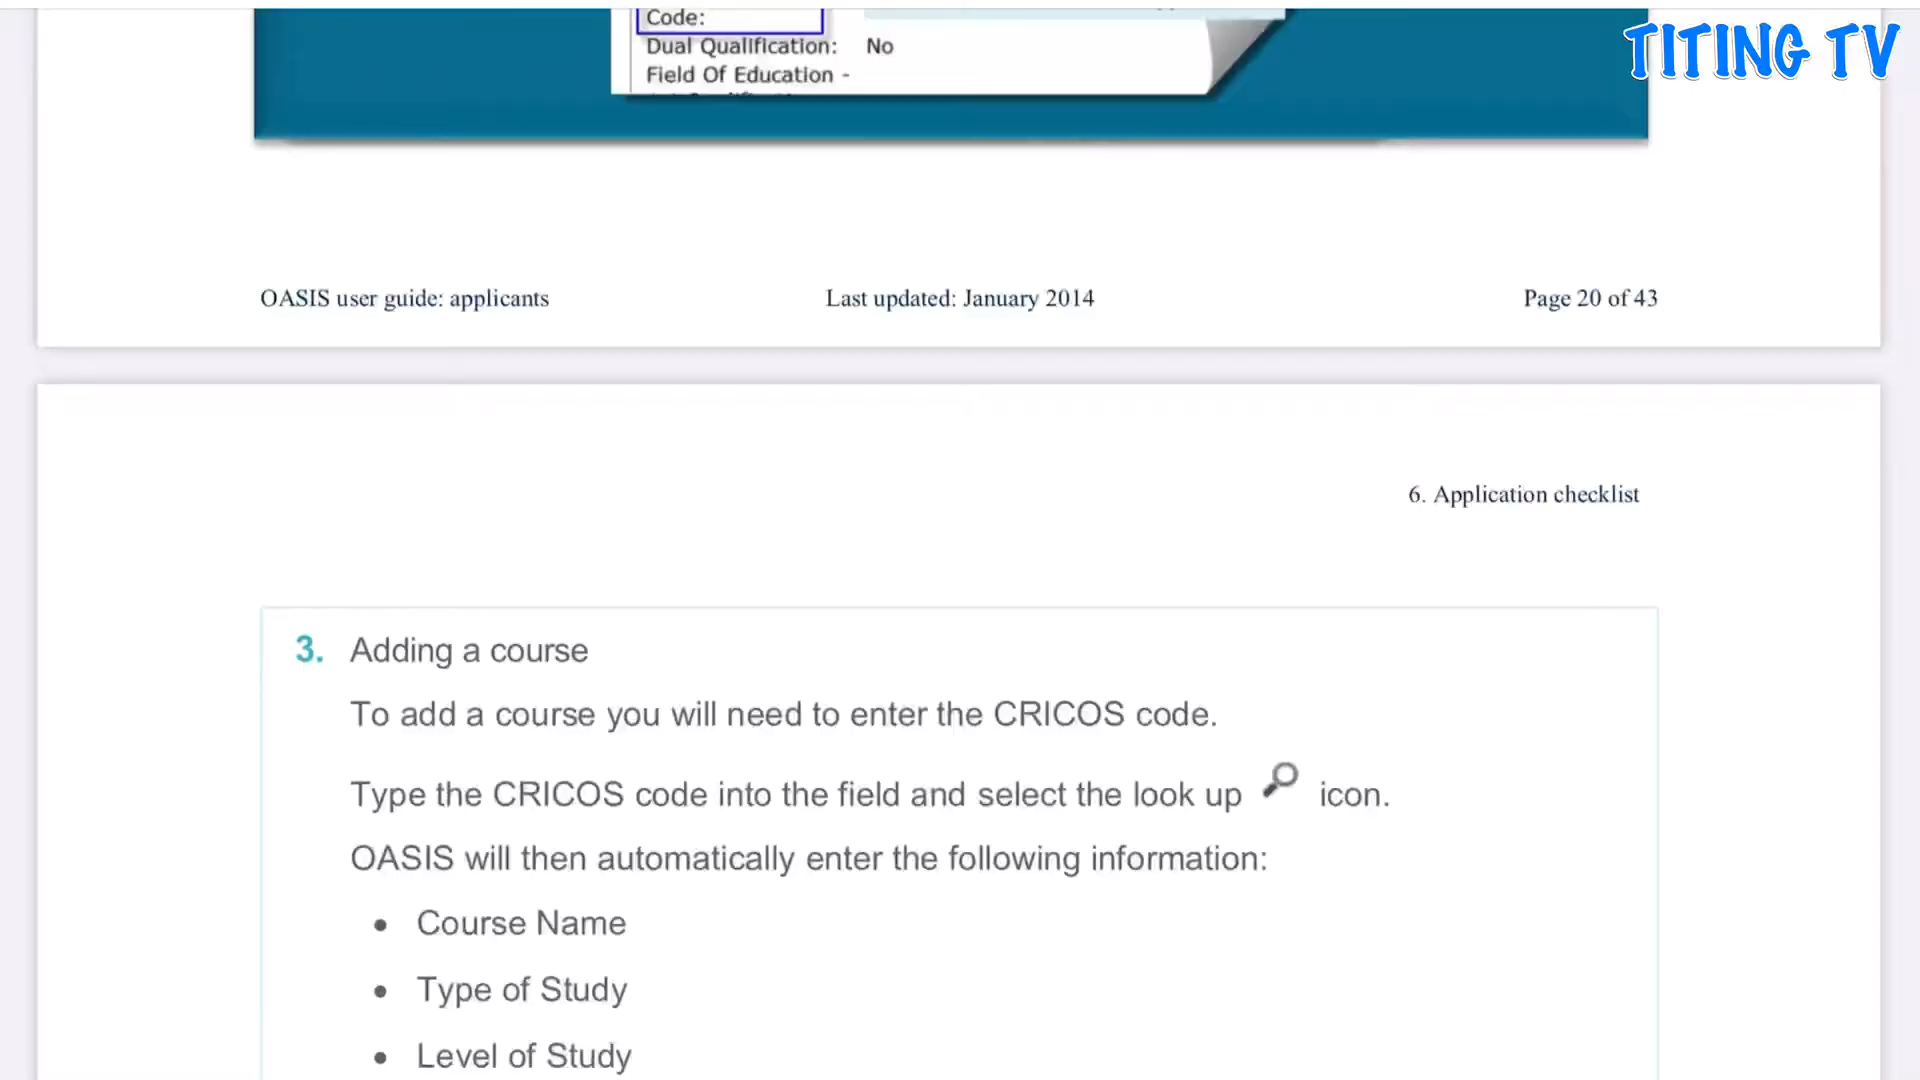 Code:
TITING TV
Dual Qualification: No
Field Of Education -
OASIS user guide: applicants
Last updated: January 2014
Page 20 of 43
6. Application checklist
3. Adding a course
To add a course you will need to enter the CRICOS code.
Type the CRICOS code into the field and select the look up icon.
OASIS will then automatically enter the following information:
• Course Name
• Type of Study
• Level of Study